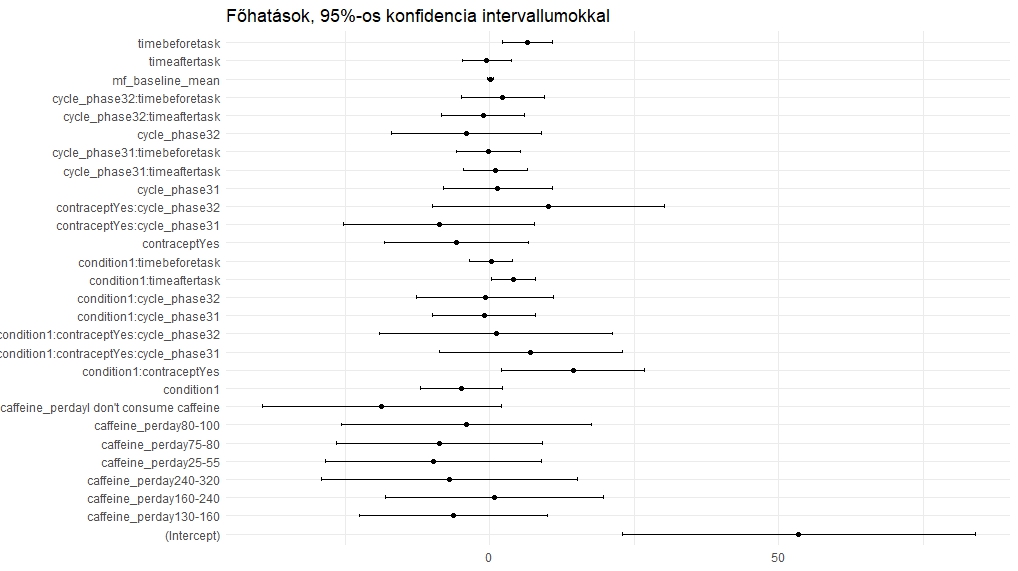 Főhatások, 95%-os konfidencia intervallumokkal
timebeforetask
timeaftertask
mf_baseline_mean
cycle_phase32:timebeforetask
cycle_phase32:timeaftertask
cycle_phase32
cycle_phase31:timebeforetask
cycle_phase31:timeaftertask
cycle_phase31
contraceptYes:cycle_phase32
contraceptYes:cycle_phase31
contraceptYes
condition1:timebeforetask
condition1:timeaftertask
condition1:cycle_phase32
condition1:cycle_phase31
condition1:contraceptYes:cycle_phase32
condition1:contraceptYes:cycle_phase31
condition1:contraceptYes
condition1
caffeine_perdayI don't consume caffeine
caffeine_perday80-100
caffeine_perday75-80
caffeine_perday25-55
caffeine_perday240-320
caffeine_perday160-240
caffeine_perday130-160
(Intercept)
0 50